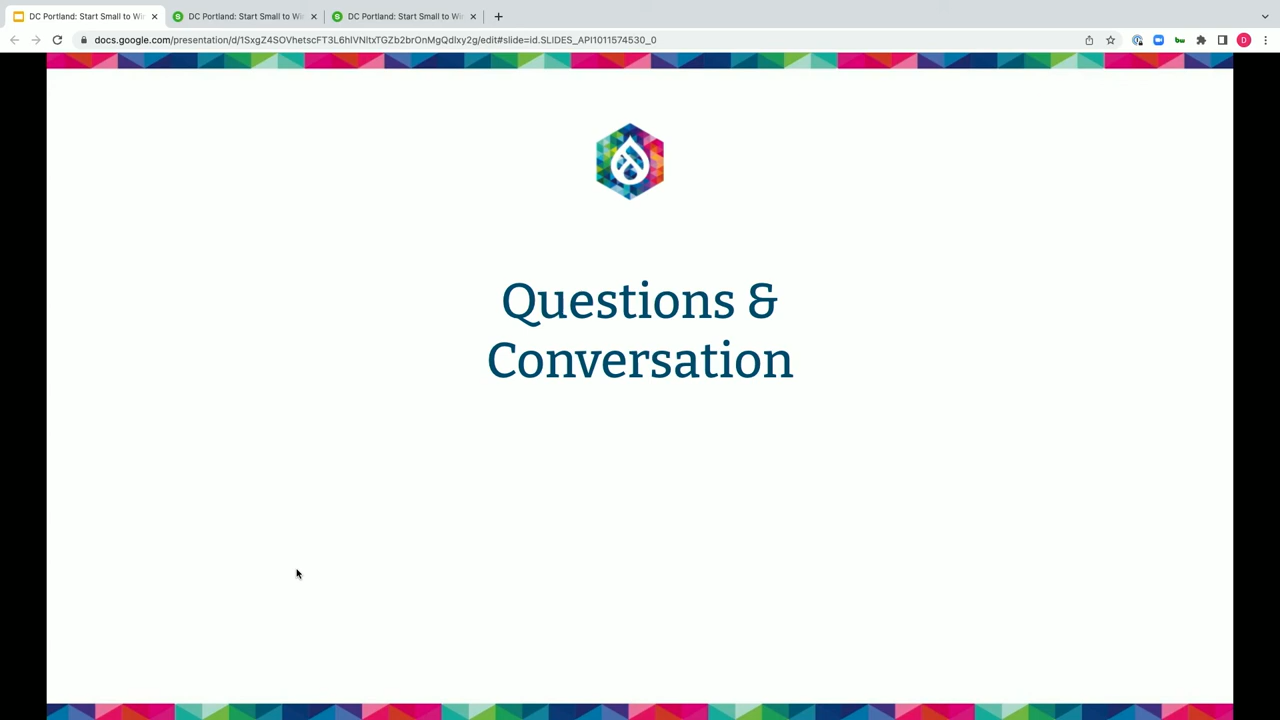 DC Portland: Start Small to Wi
DC Portland: Start Small to Wi
DC Portland: Start Small to Wi
docs.google.com/presentation/d/1SxgZ4SOVhetscFT3L6hIVNltxTGZb2brOnMgQdlxy2g/edit#slide=id.SLIDES_API1011574530_0
Questions &
Conversation